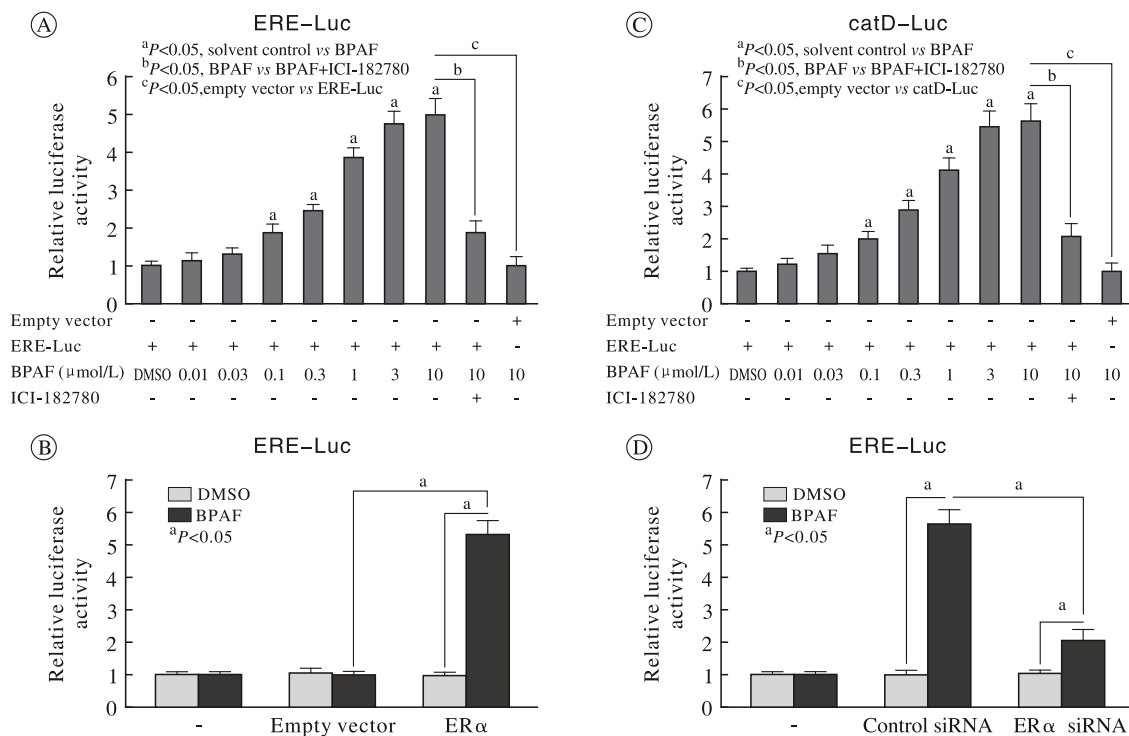 A
ERE–Luc
aP<0.05, solvent control vs BPAF
bP<0.05, BPAF vs BPAF+ICI-182780
cP<0.05,empty vector vs ERE-Luc
c
b
a a a a a
6
5
4
3
2
1
0
Relative luciferase activity
Empty vector - - - - - - - - - +
ERE-Luc + + + + + + + + + -
BPAF (μmol/L) DMSO 0.01 0.03 0.1 0.3 1 3 10 10 10
ICI-182780 - - - - - - - - + -
C
catD–Luc
aP<0.05, solvent control vs BPAF
bP<0.05, BPAF vs BPAF+ICI-182780
cP<0.05,empty vector vs catD-Luc
c
b
a a a a a
7
6
5
4
3
2
1
0
Relative luciferase activity
Empty vector - - - - - - - - - +
ERE-Luc + + + + + + + + + -
BPAF (μmol/L) DMSO 0.01 0.03 0.1 0.3 1 3 10 10 10
ICI-182780 - - - - - - - - + -
B
ERE–Luc
DMSO
BPAF
aP<0.05
a
a
7
6
5
4
3
2
1
0
Relative luciferase activity
- Empty vector ERα
D
ERE–Luc
DMSO
BPAF
aP<0.05
a
a
a
7
6
5
4
3
2
1
0
Relative luciferase activity
- Control siRNA ERα siRNA